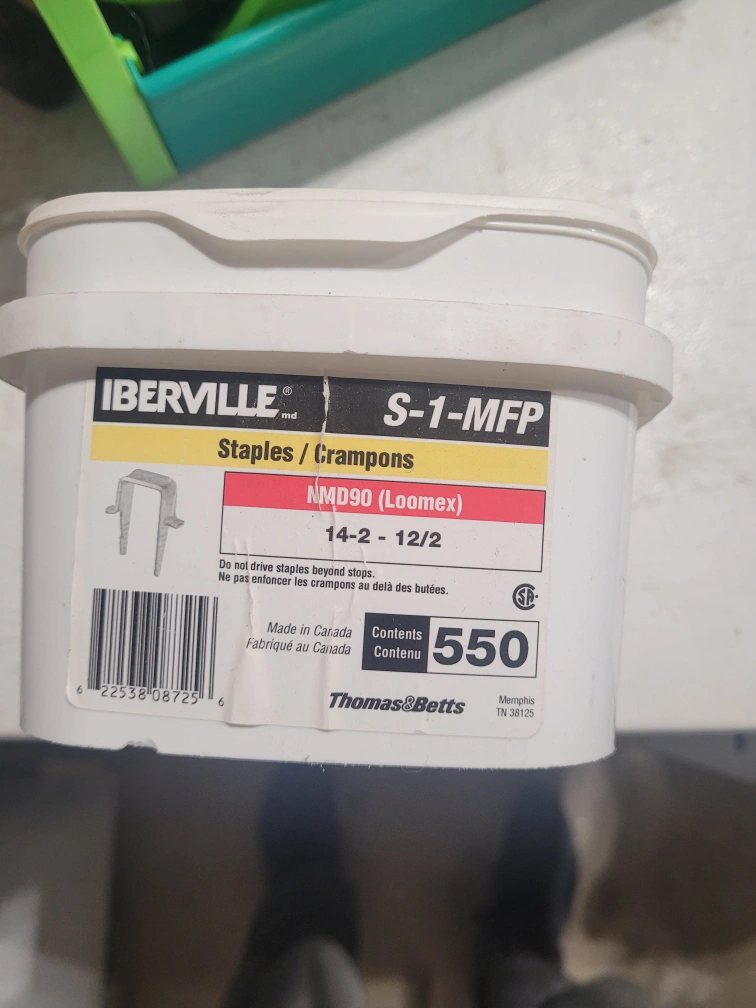 IBERVILLE® md
S-1-MFP
Staples / Crampons
NMD90 (Loomex)
14-2 - 12/2
Do not drive staples beyond stops.
Ne pas enfoncer les crampons au delà des butées.
Made in Canada
Fabriqué au Canada
Contents
Contenu
550
6 22538 08725 6
Thomas&Betts
Memphis
TN 38125